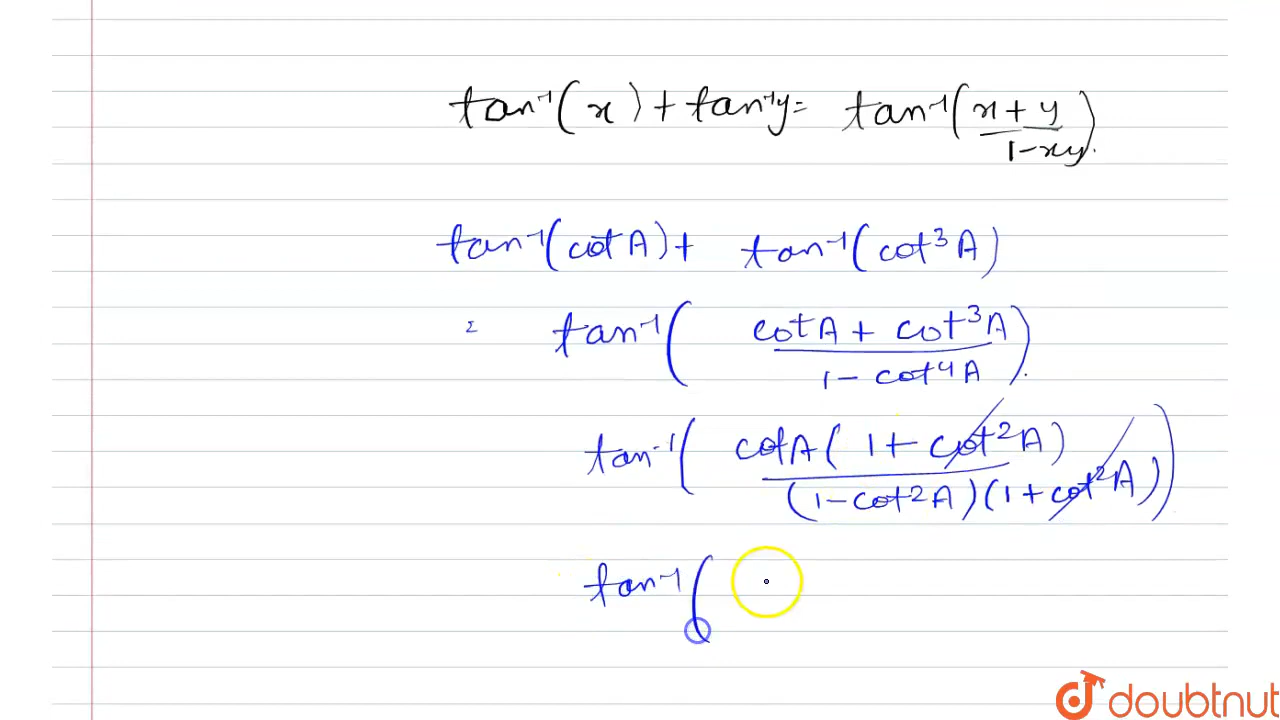 tan⁻¹(x) + tan⁻¹y = tan⁻¹(x + y / 1 - xy).
tan⁻¹(cot A) + tan⁻¹(cot³A)
= tan⁻¹(cot A + cot³A / 1 - cot⁴A).
tan⁻¹(cot A(1 + cot²A) / (1 - cot²A)(1 + cot²A))
tan⁻¹(
doubtnut